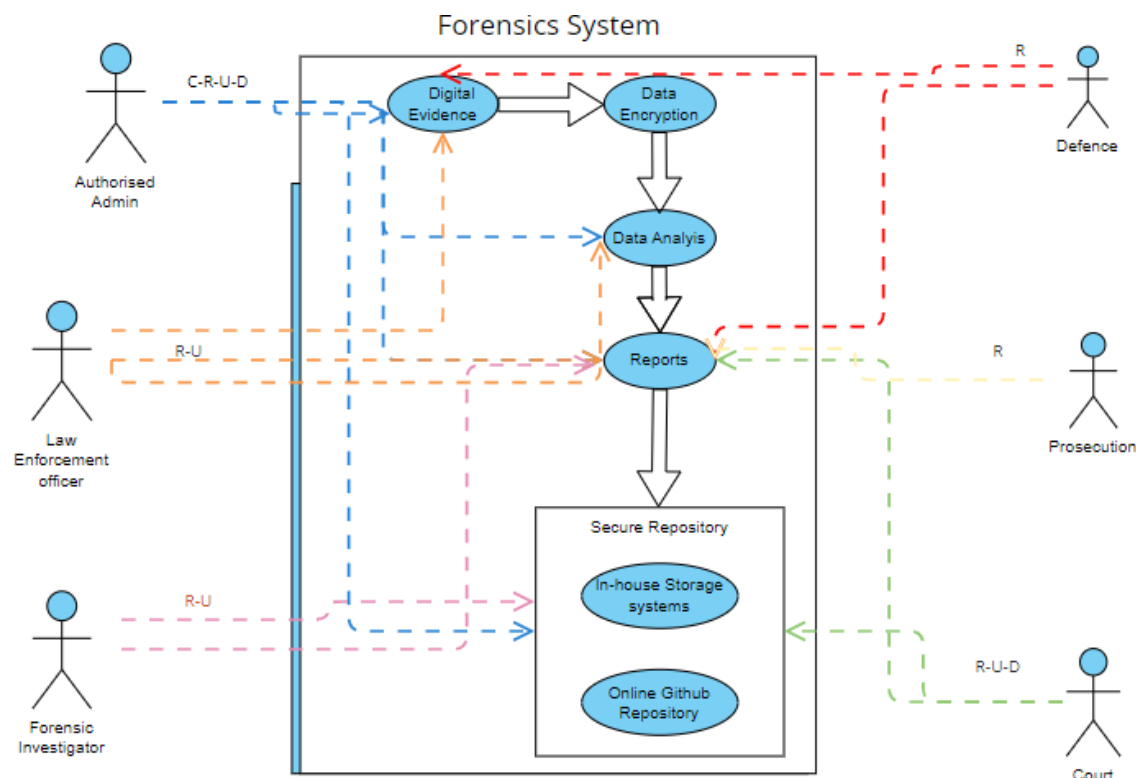 Forensics System
C-R-U-D
R
Digital
Evidence
Data
Encryption
Authorised
Admin
Defence
Data Analyis
R-U
R
Reports
Law
Enforcement
officer
Prosecution
Secure Repository
In-house Storage
systems
R-U
R-U-D
Online Github
Repository
Forensic
Investigator
Court